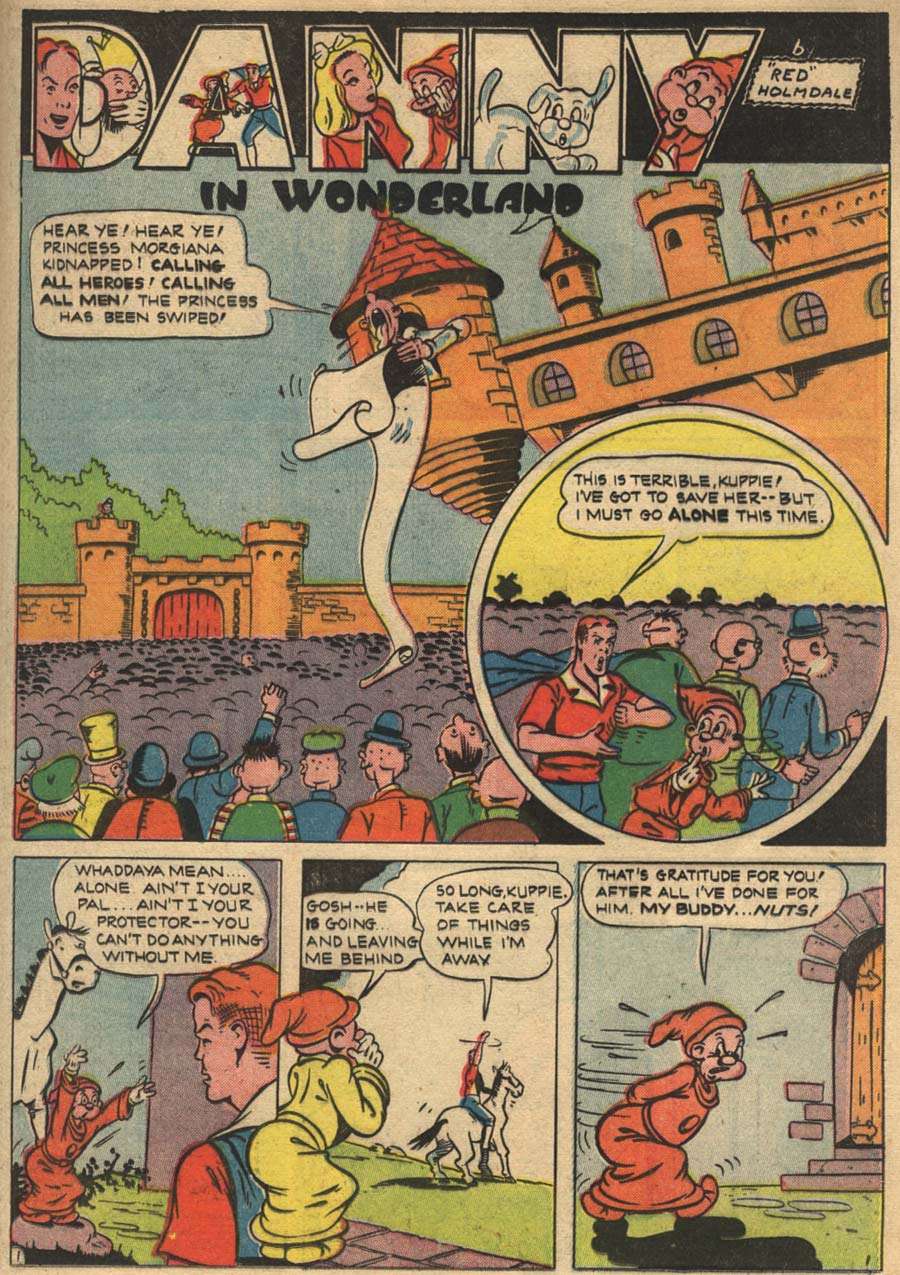 DANNY
IN WONDERLAND
by
"RED"
HOLMDALE
HEAR YE! HEAR YE!
PRINCESS MORGIANA
KIDNAPPED! CALLING
ALL HEROES! CALLING
ALL MEN! THE PRINCESS
HAS BEEN SWIPED!
THIS IS TERRIBLE, KUPPIE!
I'VE GOT TO SAVE HER-- BUT
I MUST GO ALONE THIS TIME.
WHADDAYA MEAN....
ALONE AIN'T I YOUR
PAL... AIN'T I YOUR
PROTECTOR-- YOU
CAN'T DO ANYTHING
WITHOUT ME.
GOSH--HE
IS GOING...
AND LEAVING
ME BEHIND
SO LONG, KUPPIE.
TAKE CARE
OF THINGS
WHILE I'M
AWAY.
THAT'S GRATITUDE FOR YOU!
AFTER ALL I'VE DONE FOR
HIM. MY BUDDY... NUTS!
1
1